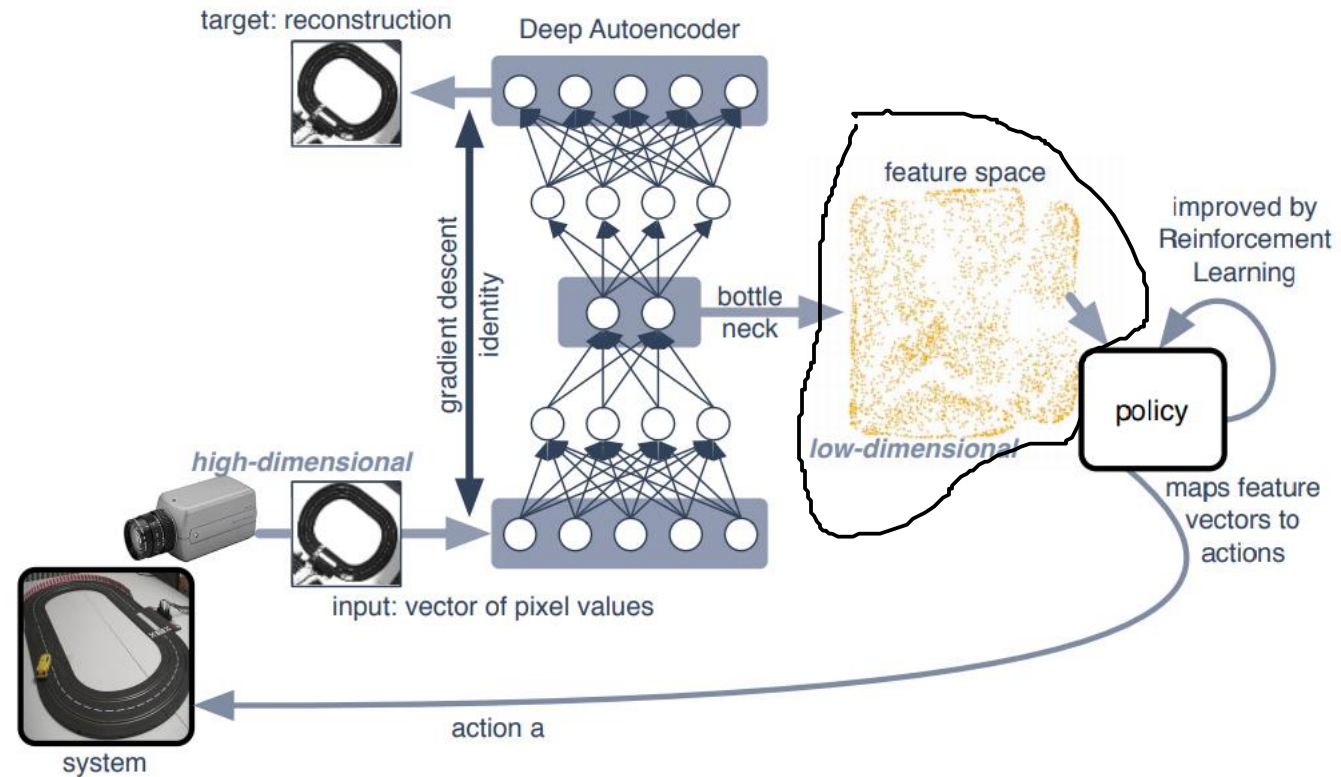 target: reconstruction
Deep Autoencoder
feature space
improved by
Reinforcement
Learning
gradient descent
identity
bottle
neck
policy
low-dimensional
high-dimensional
maps feature
vectors to
actions
input: vector of pixel values
action a
system